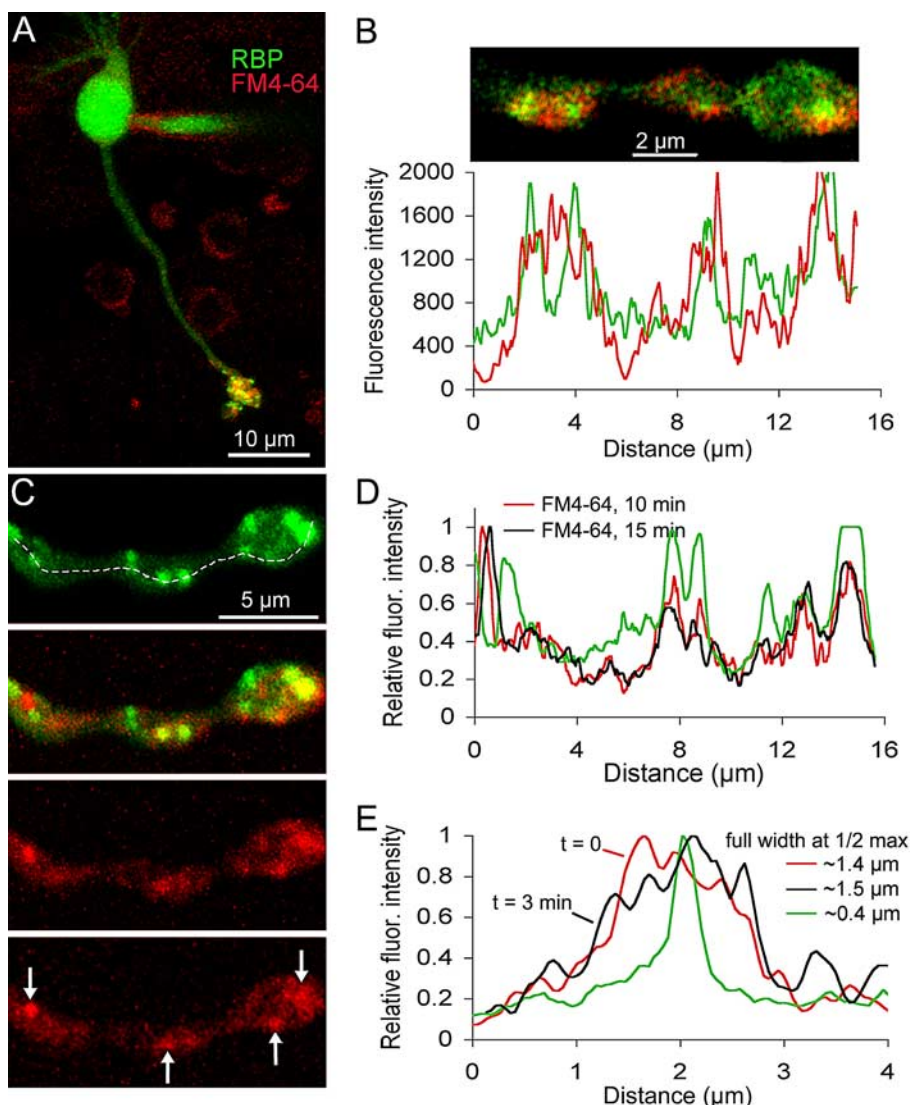 A
RBP
FM4-64
10 µm
B
2 µm
2000
1600
1200
800
400
0
Fluorescence intensity
0 4 8 12 16
Distance (µm)
C
5 µm
D
FM4-64, 10 min
FM4-64, 15 min
1
0.8
0.6
0.4
0.2
0
Relative fluor. intensity
0 4 8 12 16
Distance (µm)
E
full width at 1/2 max
~1.4 µm
~1.5 µm
~0.4 µm
t = 0
t = 3 min
1
0.8
0.6
0.4
0.2
0
Relative fluor. intensity
0 1 2 3 4
Distance (µm)